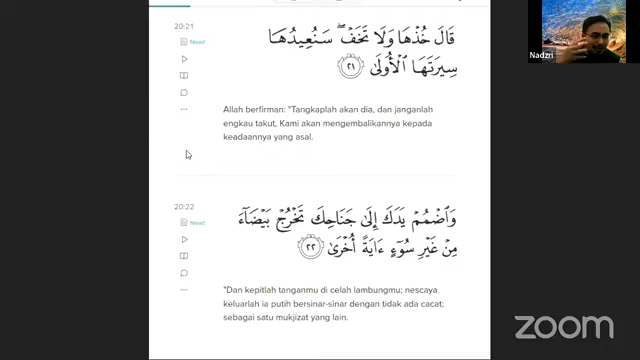 20:21
New!
قَالَ خُذْهَا وَلَا تَخَفْ ۖ سَنُعِيدُهَا
سِيرَتَهَا ٱلْأُولَىٰ ٢١
Allah berfirman: "Tangkaplah akan dia, dan janganlah
engkau takut, Kami akan mengembalikannya kepada
keadaannya yang asal.
20:22
New!
وَٱضْمُمْ يَدَكَ إِلَىٰ جَنَاحِكَ تَخْرُجْ بَيْضَآءَ
مِنْ غَيْرِ سُوٓءٍ ءَايَةً أُخْرَىٰ ٢٢
"Dan kepitlah tanganmu di celah lambungmu; nescaya
keluarlah ia putih bersinar-sinar dengan tidak ada cacat;
sebagai satu mukjizat yang lain.
Nadzri
zoom